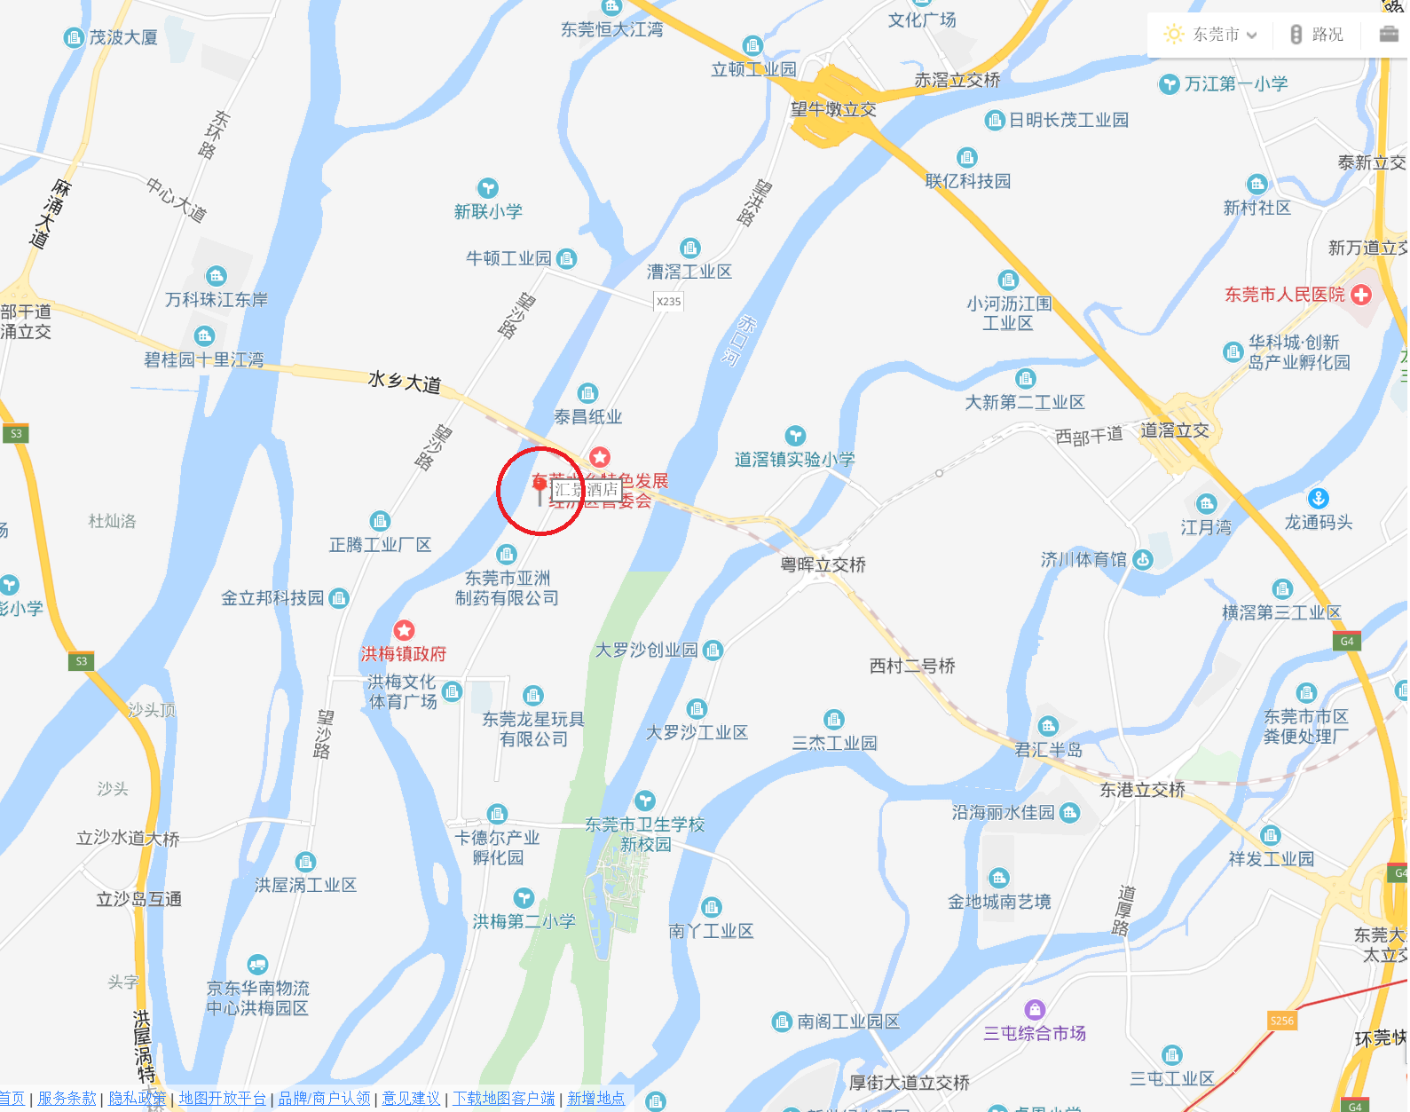 茂波大厦
东莞恒大江湾
文化广场
东莞市
路况
立顿工业园
赤滘立交桥
万江第一小学
望牛墩立交
日明长茂工业园
东环路
泰新立交
联亿科技园
麻涌大道
中心大道
新联小学
望洪路
新村社区
新万道立交
牛顿工业园
漕滘工业区
万科珠江东岸
X235
望沙路
小河沥江围
工业区
东莞市人民医院
部干道
涌立交
赤口河
碧桂园十里江湾
华科城·创新
岛产业孵化园
水乡大道
泰昌纸业
大新第二工业区
S3
望沙路
道滘镇实验小学
西部干道
道滘立交
汇景酒店
杜灿洛
正腾工业厂区
江月湾
龙通码头
东莞市亚洲
制药有限公司
粤晖立交桥
济川体育馆
彭小学
金立邦科技园
横滘第三工业区
洪梅镇政府
大罗沙创业园
G4
S3
西村二号桥
洪梅文化
体育广场
沙头顶
望沙路
东莞龙星玩具
有限公司
大罗沙工业区
三杰工业园
君汇半岛
东莞市市区
粪便处理厂
沙头
东港立交桥
立沙水道大桥
卡德尔产业
孵化园
东莞市卫生学校
新校园
沿海丽水佳园
祥发工业园
洪屋涡工业区
G4
立沙岛互通
洪梅第二小学
南丫工业区
金地城南艺境
道厚路
东莞大
太立交
头字
京东华南物流
中心洪梅园区
洪屋涡特
南阁工业园区
三屯综合市场
S256
环莞快
三屯工业区
厚街大道立交桥
首页 | 服务条款 | 隐私政策 | 地图开放平台 | 品牌/商户认领 | 意见建议 | 下载地图客户端 | 新增地点
G4